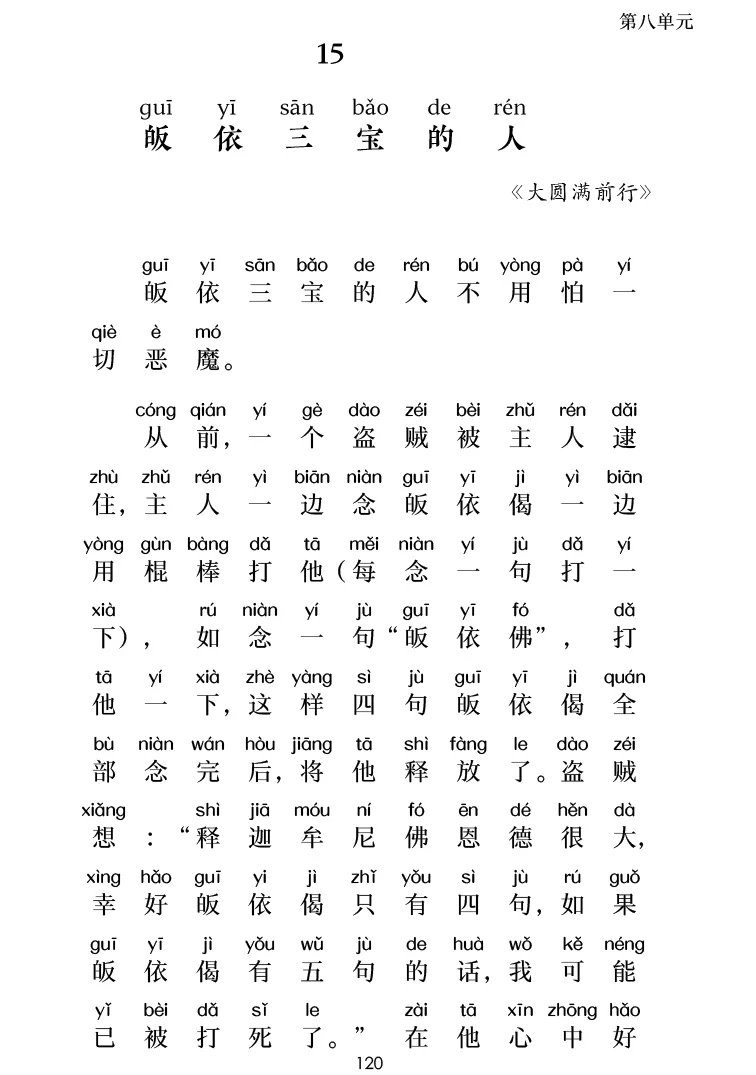 第八单元
15
guī yī sān bǎo de rén
皈依三宝的人
《大圆满前行》
guī yī sān bǎo de rén bú yòng pà yí
皈依三宝的人不用怕一
qiè è mó
切恶魔。
cóng qián yí gè dào zéi bèi zhǔ rén dǎi
从前,一个盗贼被主人逮
zhù zhǔ rén yì biān niàn guī yī jì yì biān
住,主人一边念皈依偈一边
yòng gùn bàng dǎ tā měi niàn yí jù dǎ yí
用棍棒打他(每念一句打一
xià rú niàn yí jù guī yī fó dǎ
下),如念一句“皈依佛”,打
tā yí xià zhè yàng sì jù guī yī jì quán
他一下,这样四句皈依偈全
bù niàn wán hòu jiāng tā shì fàng le dào zéi
部念完后,将他释放了。盗贼
xiǎng shì jiā móu ní fó ēn dé hěn dà
想:“释迦牟尼佛恩德很大,
xìng hǎo guī yi jì zhǐ yǒu sì jù rú guǒ
幸好皈依偈只有四句,如果
guī yī jì yǒu wǔ jù de huà wǒ kě néng
皈依偈有五句的话,我可能
yǐ bèi dǎ sǐ le zài tā xīn zhōng hǎo
已被打死了。”在他心中好
120